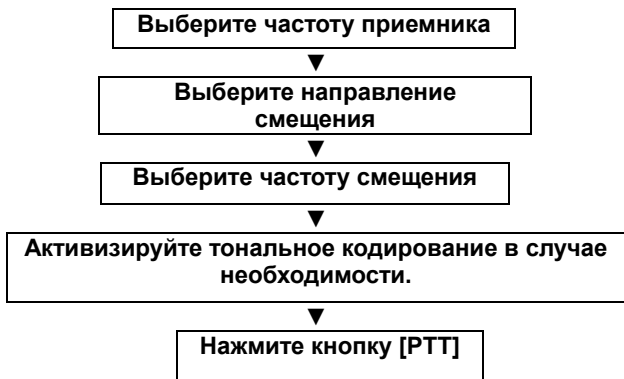 Выберите частоту приемника
▼
Выберите направление
смещения
▼
Выберите частоту смещения
▼
Активизируйте тональное кодирование в случае
необходимости.
▼
Нажмите кнопку [PTT]